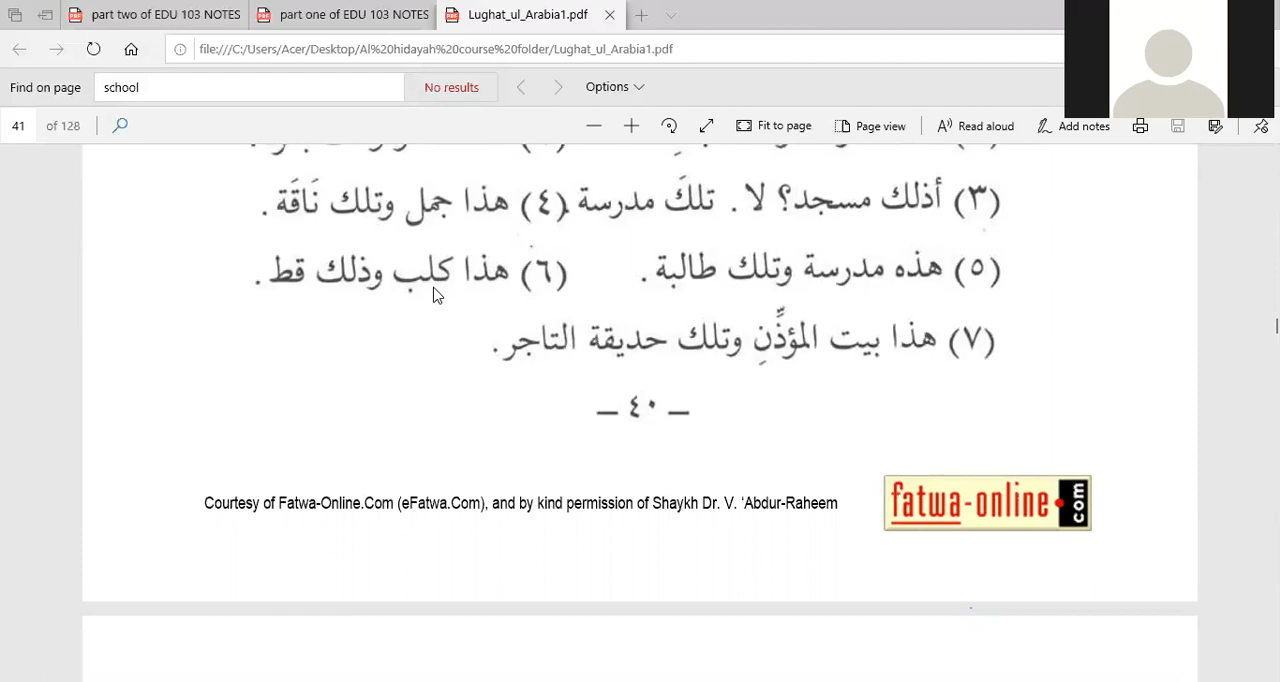 part two of EDU 103 NOTES
part one of EDU 103 NOTES
Lughat_ul_Arabia1.pdf
file:///C:/Users/Acer/Desktop/Al%20hidayah%20course%20folder/Lughat_ul_Arabia1.pdf
Find on page school No results Options
41 of 128 Fit to page Page view Read aloud Add notes
(٣) أذلك مسجد؟ لا. تلكَ مدرسة (٤) هذا جمل وتلك نَاقَة.
(٥) هذه مدرسة وتلك طالبة. (٦) هذا كلب وذلك قط.
(٧) هذا بيت المؤذِّنِ وتلك حديقة التاجر.
– ٤٠ –
Courtesy of Fatwa-Online.Com (eFatwa.Com), and by kind permission of Shaykh Dr. V. ‘Abdur-Raheem
fatwa-online.com